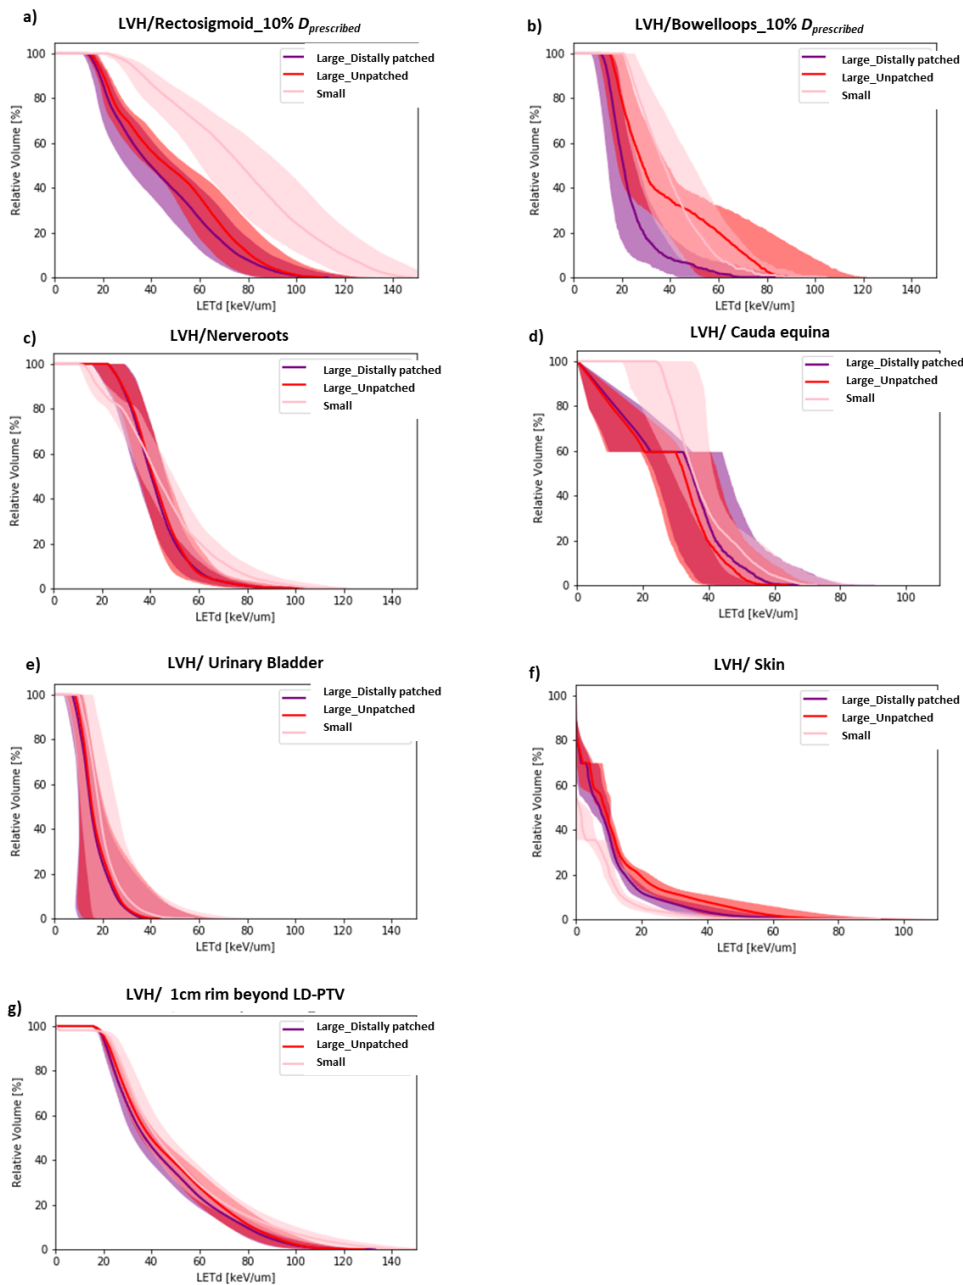 a)
LVH/Rectosigmoid_10% Dprescribed
100
80
60
40
20
0
Relative Volume [%]
Large_Distally patched
Large_Unpatched
Small
0 20 40 60 80 100 120 140
LETd [keV/um]
b)
LVH/Bowelloops_10% Dprescribed
100
80
60
40
20
0
Relative Volume [%]
Large_Distally patched
Large_Unpatched
Small
0 20 40 60 80 100 120 140
LETd [keV/um]
c)
LVH/Nerveroots
100
80
60
40
20
0
Relative Volume [%]
Large_Distally patched
Large_Unpatched
Small
0 20 40 60 80 100 120 140
LETd [keV/um]
d)
LVH/ Cauda equina
100
80
60
40
20
0
Relative Volume [%]
Large_Distally patched
Large_Unpatched
Small
0 20 40 60 80 100
LETd [keV/um]
e)
LVH/ Urinary Bladder
100
80
60
40
20
0
Relative Volume [%]
Large_Distally patched
Large_Unpatched
Small
0 20 40 60 80 100 120 140
LETd [keV/um]
f)
LVH/ Skin
100
80
60
40
20
0
Relative Volume [%]
Large_Distally patched
Large_Unpatched
Small
0 20 40 60 80 100
LETd [keV/um]
g)
LVH/ 1cm rim beyond LD-PTV
100
80
60
40
20
0
Relative Volume [%]
Large_Distally patched
Large_Unpatched
Small
0 20 40 60 80 100 120 140
LETd [keV/um]